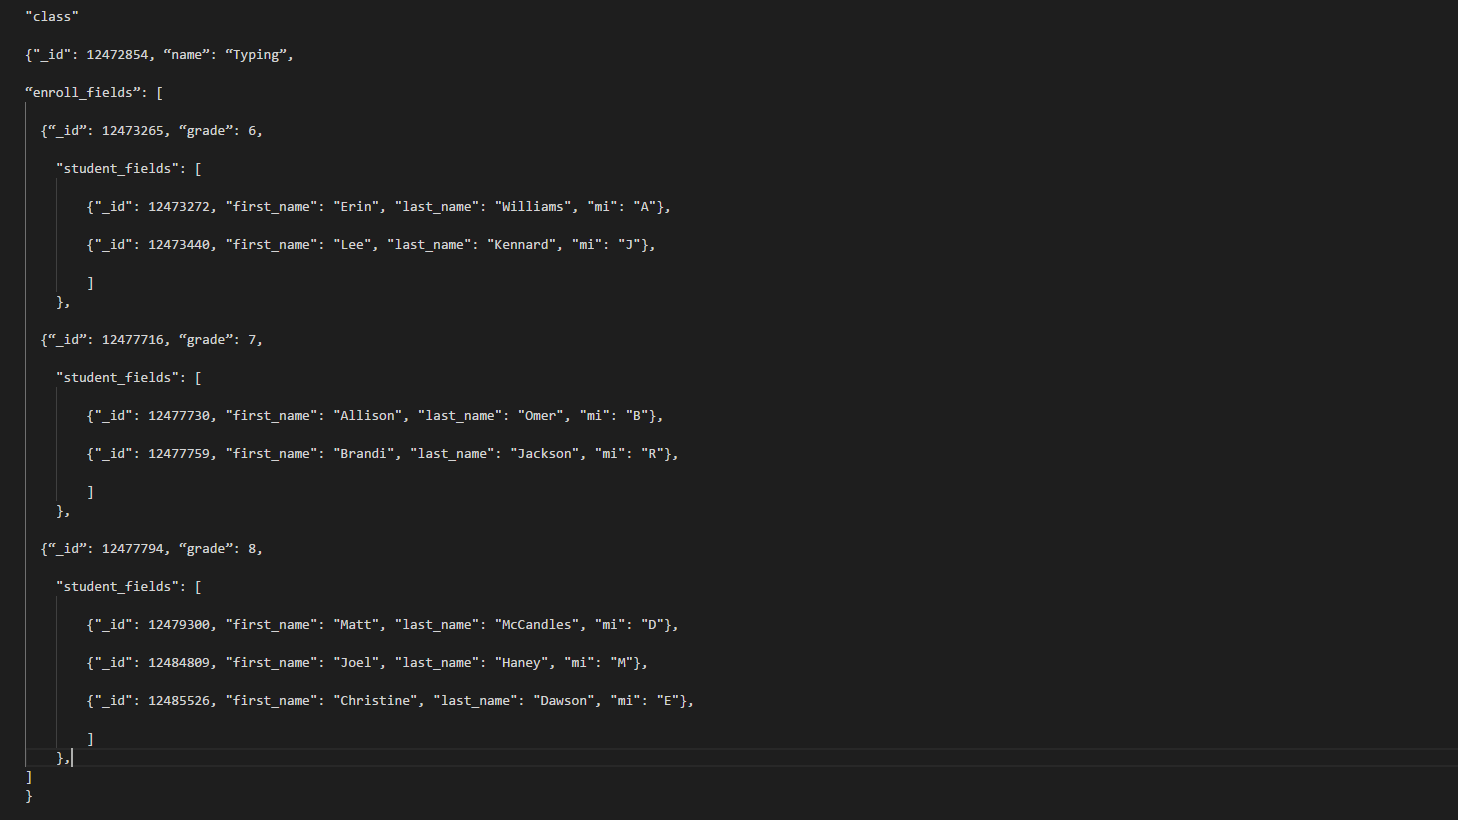 "class"
{"_id": 12472854, “name”: “Typing”,
“enroll_fields”: [
{“_id”: 12473265, “grade”: 6,
"student_fields": [
{"_id": 12473272, "first_name": "Erin", "last_name": "Williams", "mi": "A"},
{"_id": 12473440, "first_name": "Lee", "last_name": "Kennard", "mi": "J"},
]
},
{“_id”: 12477716, “grade”: 7,
"student_fields": [
{"_id": 12477730, "first_name": "Allison", "last_name": "Omer", "mi": "B"},
{"_id": 12477759, "first_name": "Brandi", "last_name": "Jackson", "mi": "R"},
]
},
{“_id”: 12477794, “grade”: 8,
"student_fields": [
{"_id": 12479300, "first_name": "Matt", "last_name": "McCandles", "mi": "D"},
{"_id": 12484809, "first_name": "Joel", "last_name": "Haney", "mi": "M"},
{"_id": 12485526, "first_name": "Christine", "last_name": "Dawson", "mi": "E"},
]
},
]
}